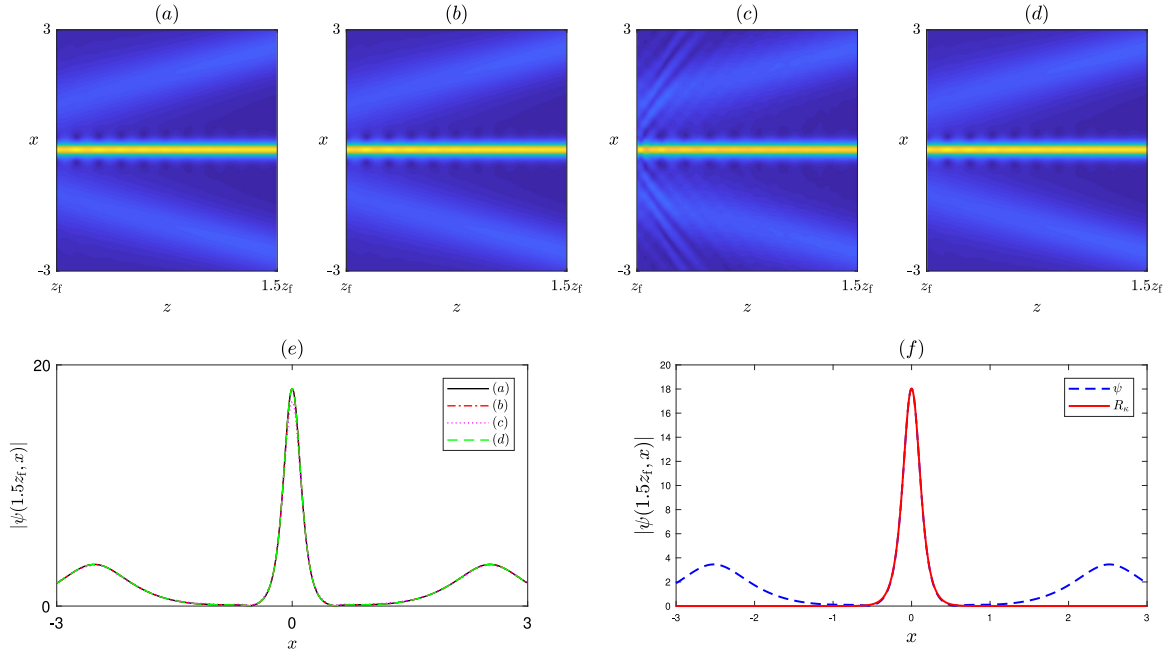 (a)
(b)
(c)
(d)
3
3
3
3
x
x
x
x
-3
-3
-3
-3
z_f
1.5z_f
z_f
1.5z_f
z_f
1.5z_f
z_f
1.5z_f
z
z
z
z
(e)
20
|ψ(1.5z_f, x)|
0
-3
0
3
x
(a)
(b)
(c)
(d)
(f)
20
18
16
14
12
10
8
6
4
2
0
|ψ(1.5z_f, x)|
-3
-2
-1
0
1
2
3
x
ψ
R_κ